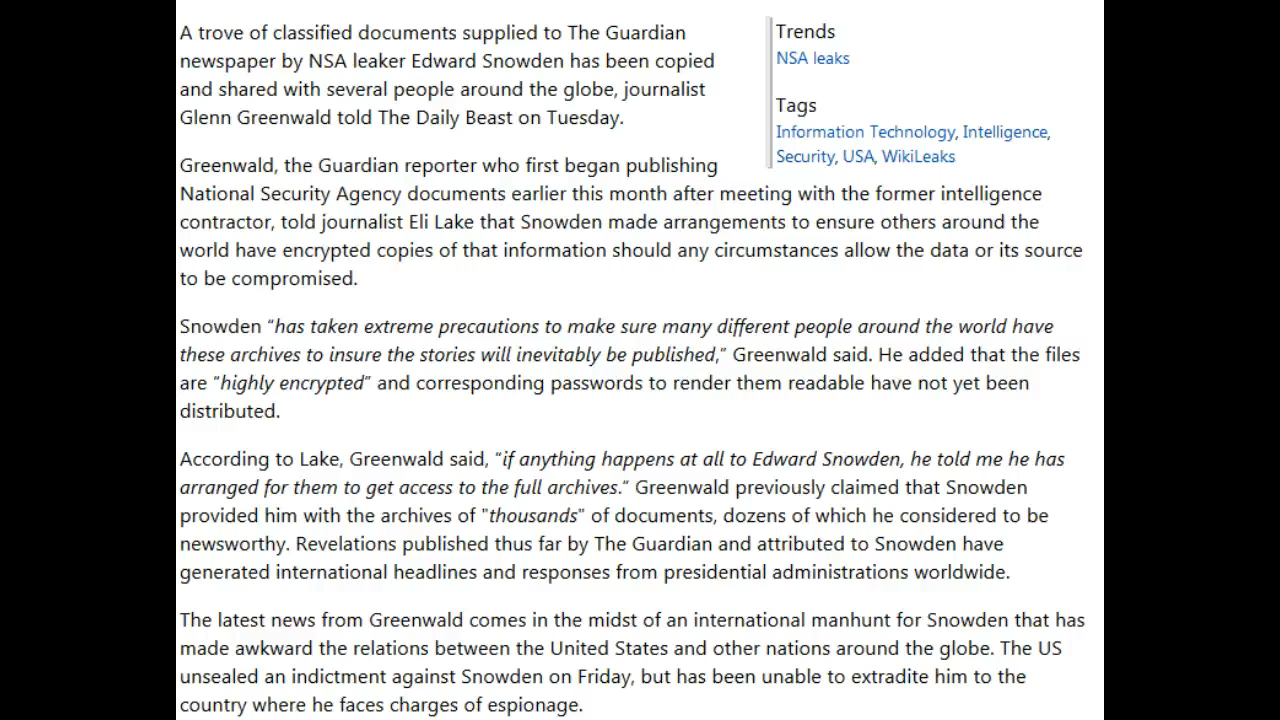 A trove of classified documents supplied to The Guardian
newspaper by NSA leaker Edward Snowden has been copied
and shared with several people around the globe, journalist
Glenn Greenwald told The Daily Beast on Tuesday.
Trends
NSA leaks
Tags
Information Technology, Intelligence,
Security, USA, WikiLeaks
Greenwald, the Guardian reporter who first began publishing
National Security Agency documents earlier this month after meeting with the former intelligence
contractor, told journalist Eli Lake that Snowden made arrangements to ensure others around the
world have encrypted copies of that information should any circumstances allow the data or its source
to be compromised.
Snowden “has taken extreme precautions to make sure many different people around the world have
these archives to insure the stories will inevitably be published,” Greenwald said. He added that the files
are “highly encrypted” and corresponding passwords to render them readable have not yet been
distributed.
According to Lake, Greenwald said, “if anything happens at all to Edward Snowden, he told me he has
arranged for them to get access to the full archives.” Greenwald previously claimed that Snowden
provided him with the archives of "thousands" of documents, dozens of which he considered to be
newsworthy. Revelations published thus far by The Guardian and attributed to Snowden have
generated international headlines and responses from presidential administrations worldwide.
The latest news from Greenwald comes in the midst of an international manhunt for Snowden that has
made awkward the relations between the United States and other nations around the globe. The US
unsealed an indictment against Snowden on Friday, but has been unable to extradite him to the
country where he faces charges of espionage.